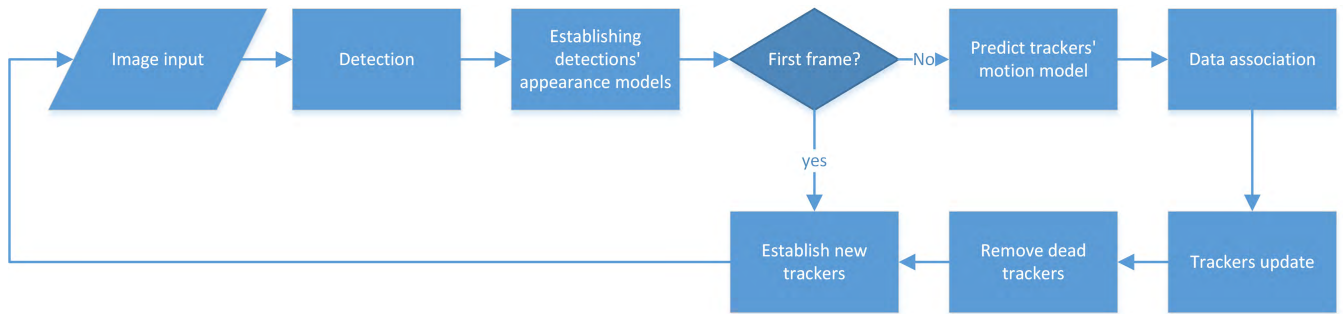 Image input
Detection
Establishing
detections'
appearance models
First frame?
No
Predict trackers'
motion model
Data association
yes
Establish new
trackers
Remove dead
trackers
Trackers update